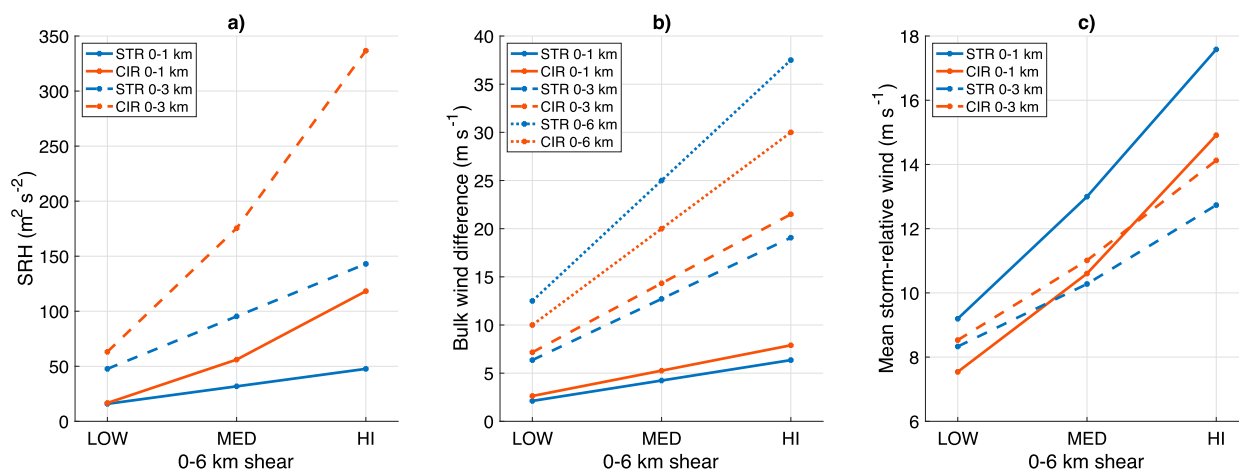 a)
SRH (m² s⁻²)
350
300
250
200
150
100
50
0
STR 0-1 km
CIR 0-1 km
STR 0-3 km
CIR 0-3 km
LOW MED HI
0-6 km shear
b)
Bulk wind difference (m s⁻¹)
40
35
30
25
20
15
10
5
0
STR 0-1 km
CIR 0-1 km
STR 0-3 km
CIR 0-3 km
STR 0-6 km
CIR 0-6 km
LOW MED HI
0-6 km shear
c)
Mean storm-relative wind (m s⁻¹)
18
16
14
12
10
8
6
STR 0-1 km
CIR 0-1 km
STR 0-3 km
CIR 0-3 km
LOW MED HI
0-6 km shear